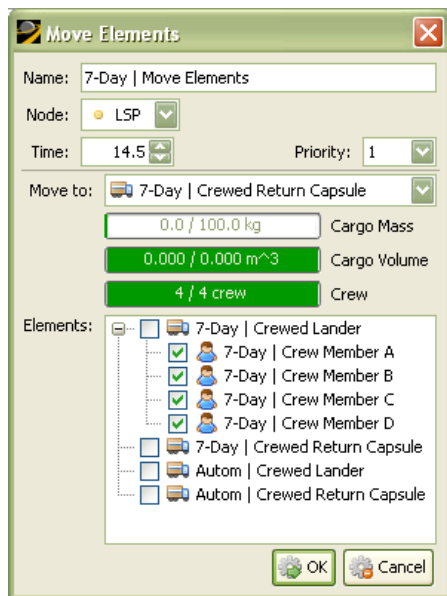 Move Elements
Name: 7-Day | Move Elements
Node: LSP
Time: 14.5 Priority: 1
Move to: 7-Day | Crewed Return Capsule
0.0 / 100.0 kg Cargo Mass
0.000 / 0.000 m^3 Cargo Volume
4 / 4 crew Crew
Elements: 7-Day | Crewed Lander
7-Day | Crew Member A
7-Day | Crew Member B
7-Day | Crew Member C
7-Day | Crew Member D
7-Day | Crewed Return Capsule
Autom | Crewed Lander
Autom | Crewed Return Capsule
OK Cancel